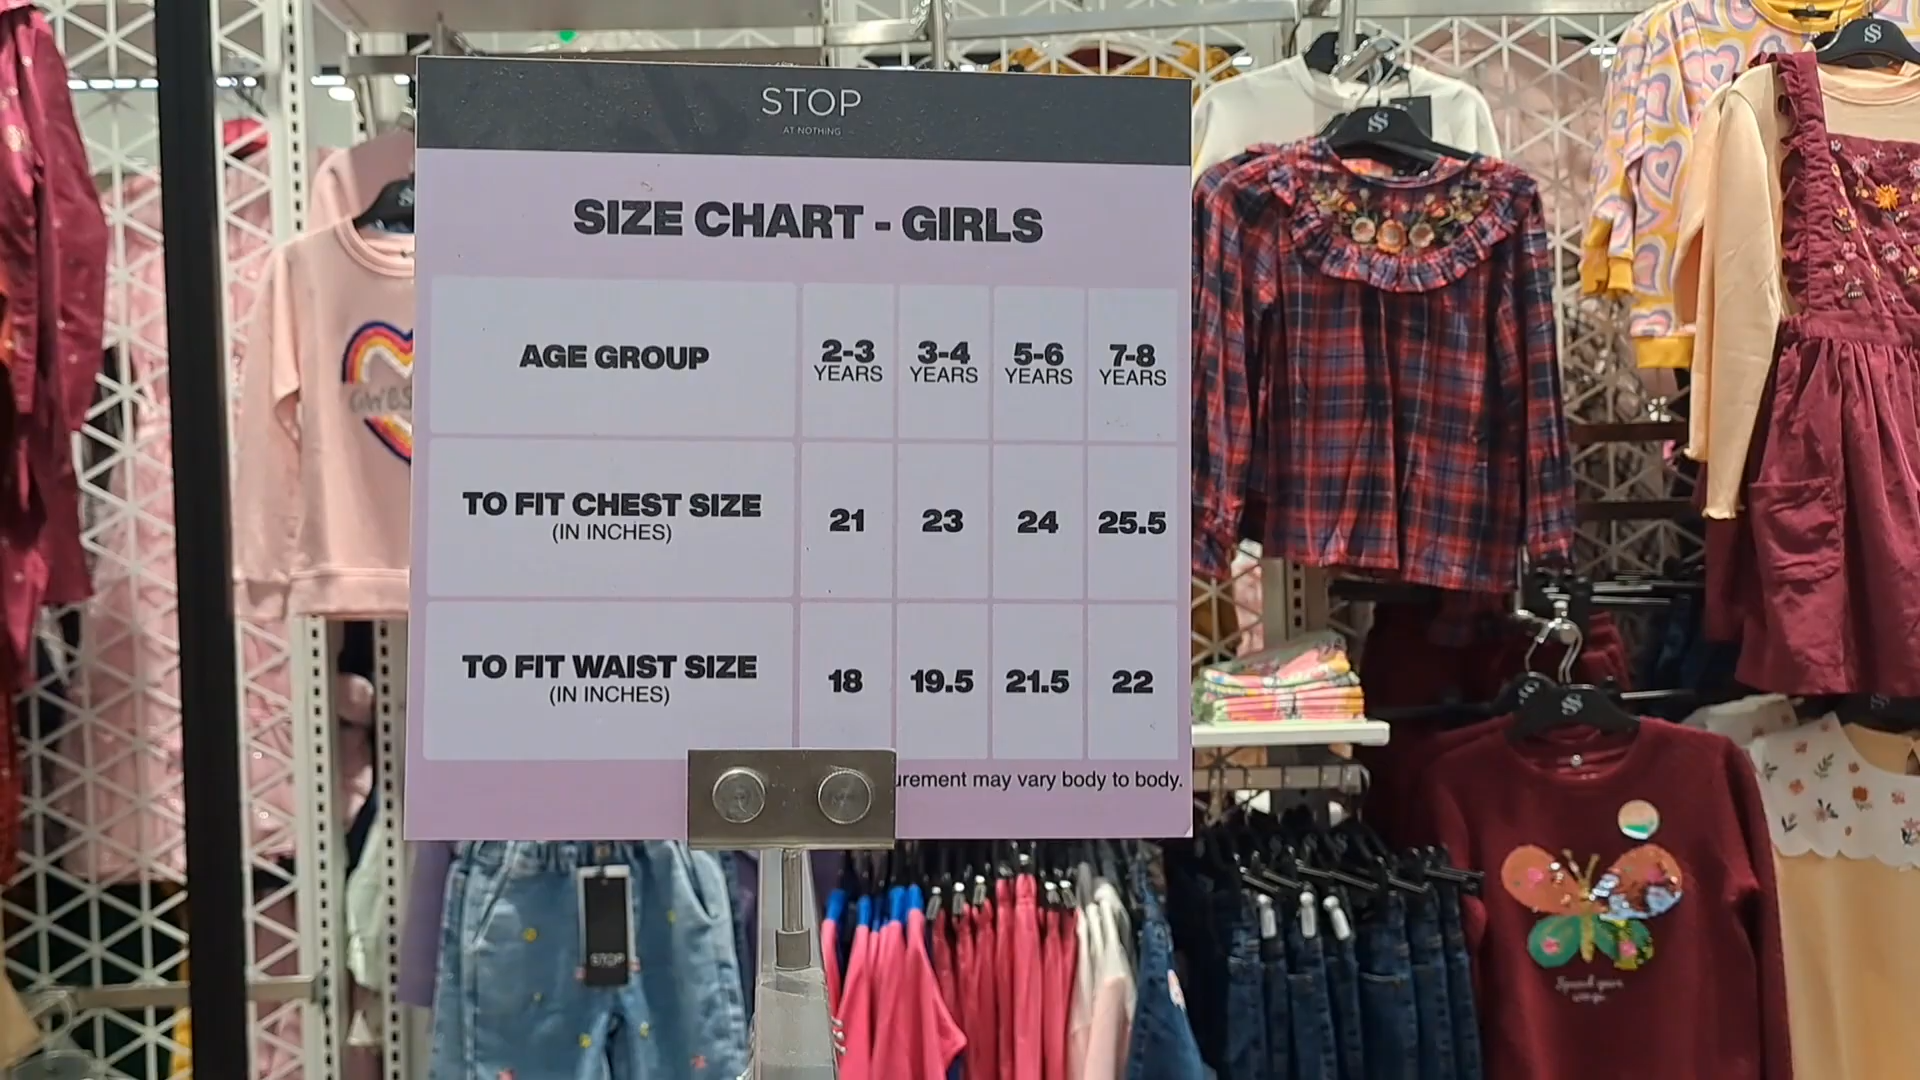 STOP
AT NOTHING
SIZE CHART - GIRLS
AGE GROUP
2-3
YEARS
3-4
YEARS
5-6
YEARS
7-8
YEARS
TO FIT CHEST SIZE
(IN INCHES)
21
23
24
25.5
TO FIT WAIST SIZE
(IN INCHES)
18
19.5
21.5
22
may vary body to body.
STOP